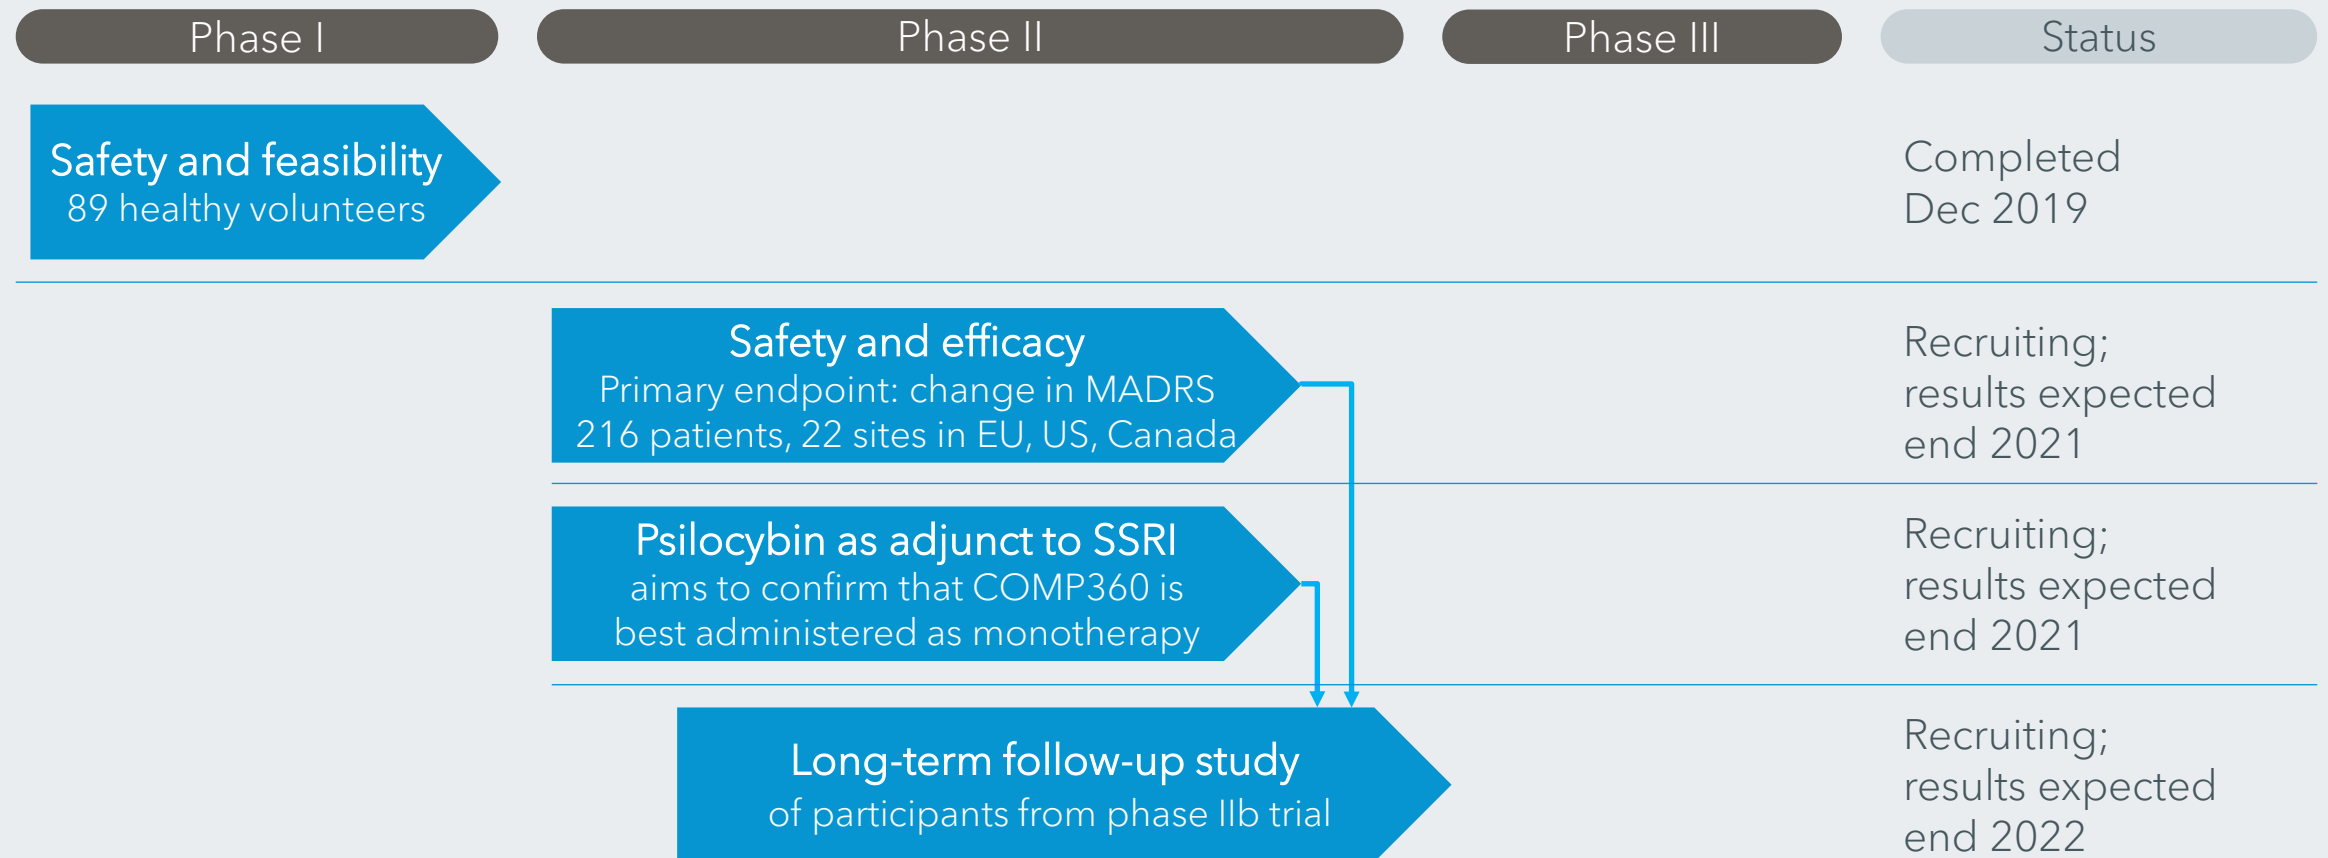 Phase I
Phase II
Phase III
Status
Safety and feasibility
89 healthy volunteers
Completed
Dec 2019
Safety and efficacy
Primary endpoint: change in MADRS
216 patients, 22 sites in EU, US, Canada
Recruiting;
results expected
end 2021
Psilocybin as adjunct to SSRI
aims to confirm that COMP360 is
best administered as monotherapy
Recruiting;
results expected
end 2021
Long-term follow-up study
of participants from phase IIb trial
Recruiting;
results expected
end 2022